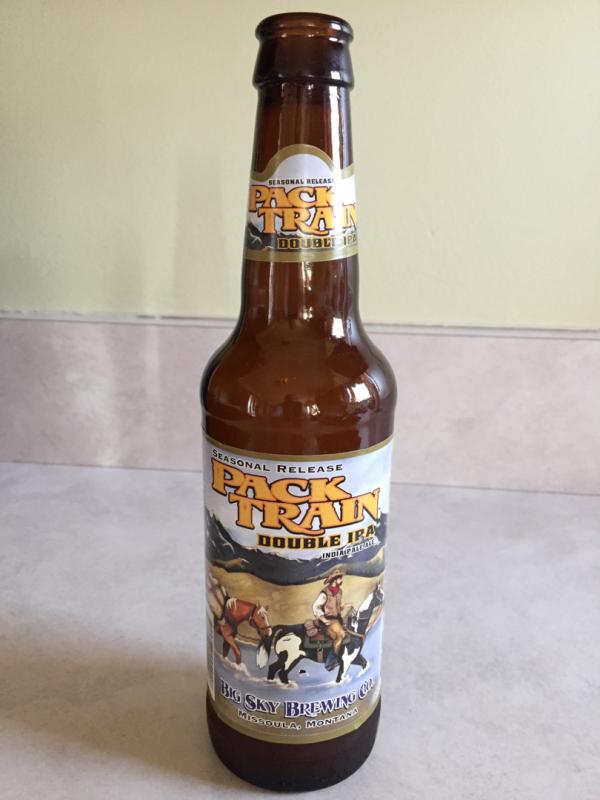 SEASONAL RELEASE
PACK
TRAIN
DOUBLE IPA
SEASONAL RELEASE
PACK
TRAIN
DOUBLE IPA
INDIA PALE ALE
BIG SKY BREWING CO.
MISSOULA, MONTANA